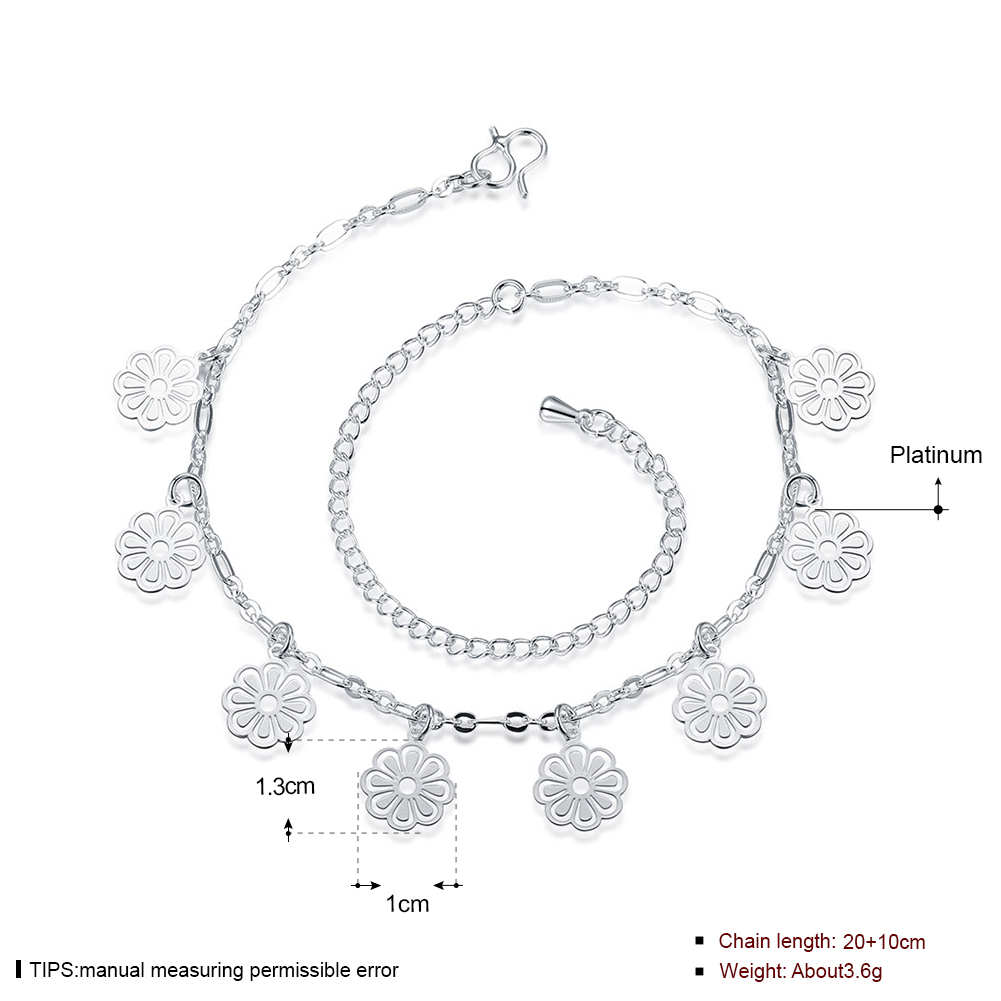 Platinum
1.3cm
1cm
Chain length: 20+10cm
TIPS:manual measuring permissible error
Weight: About3.6g